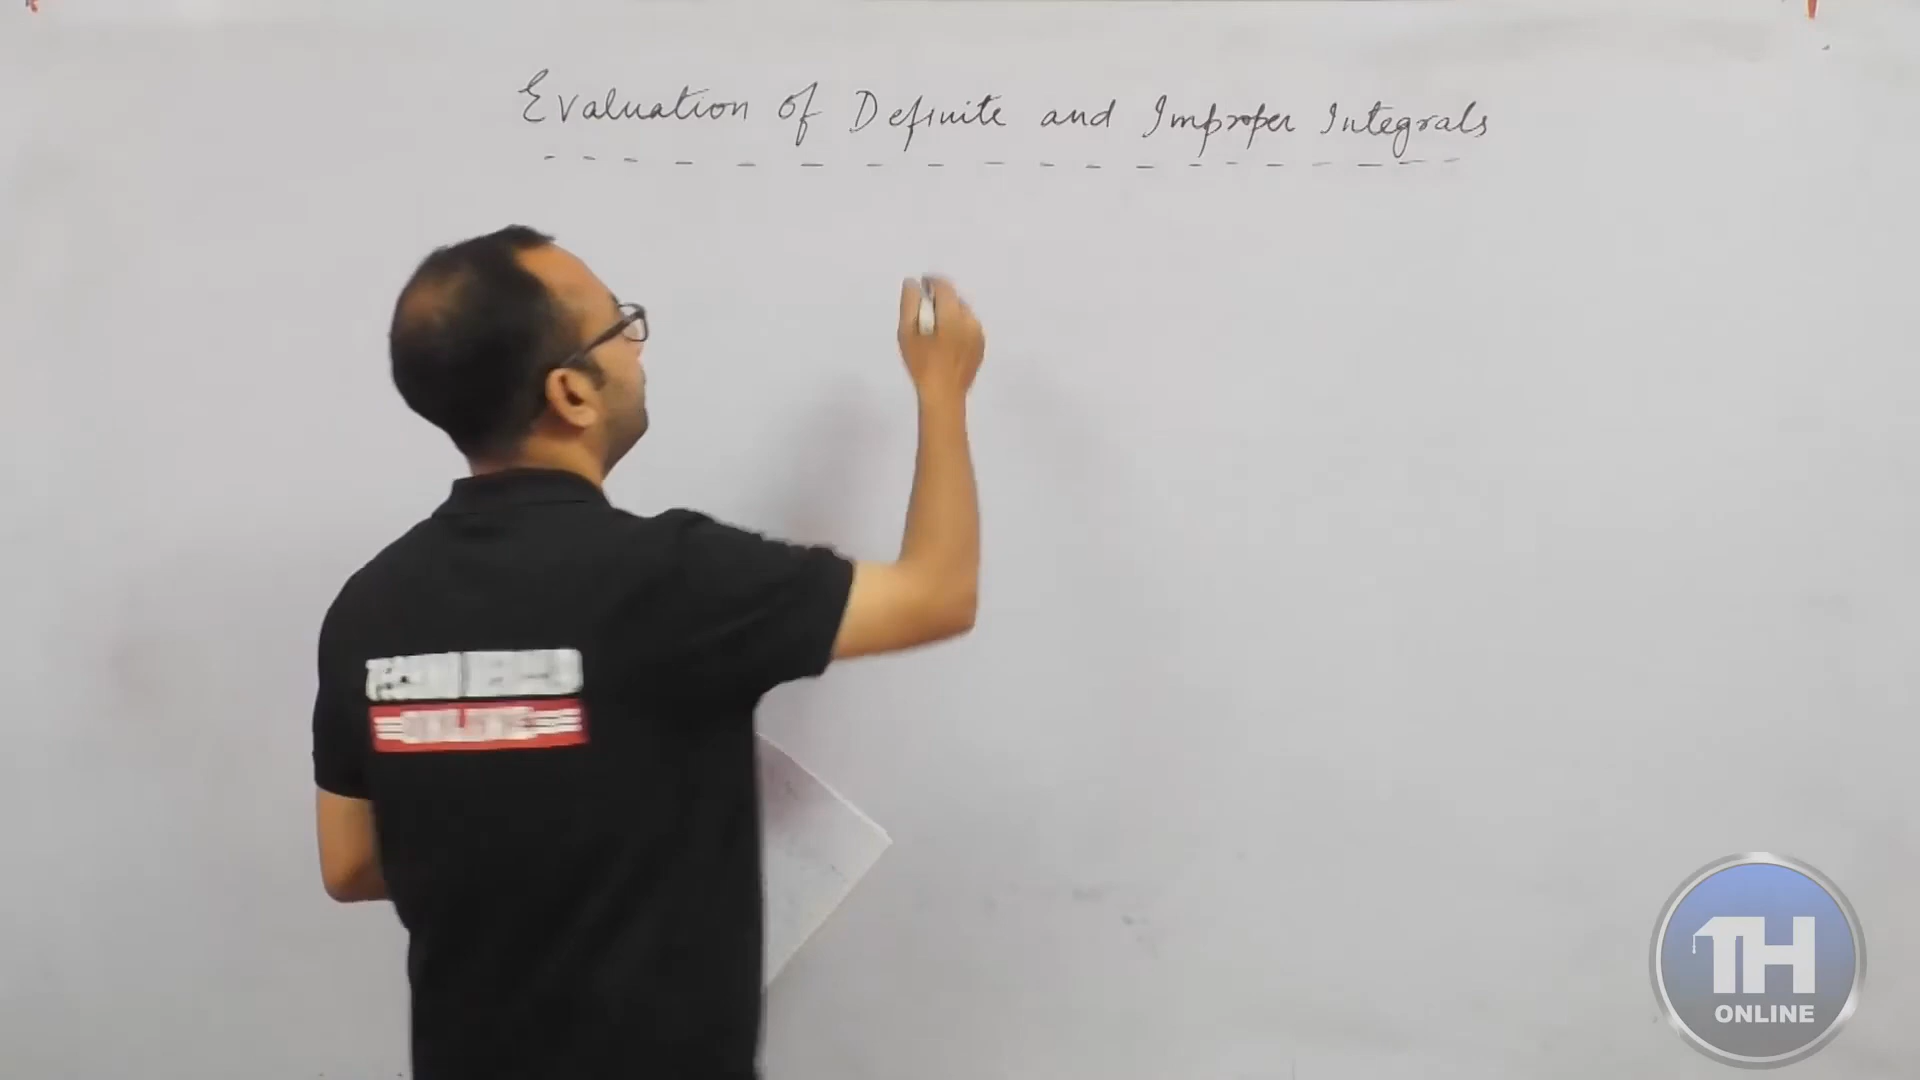 Evaluation of Definite and Improper Integrals
TH
ONLINE